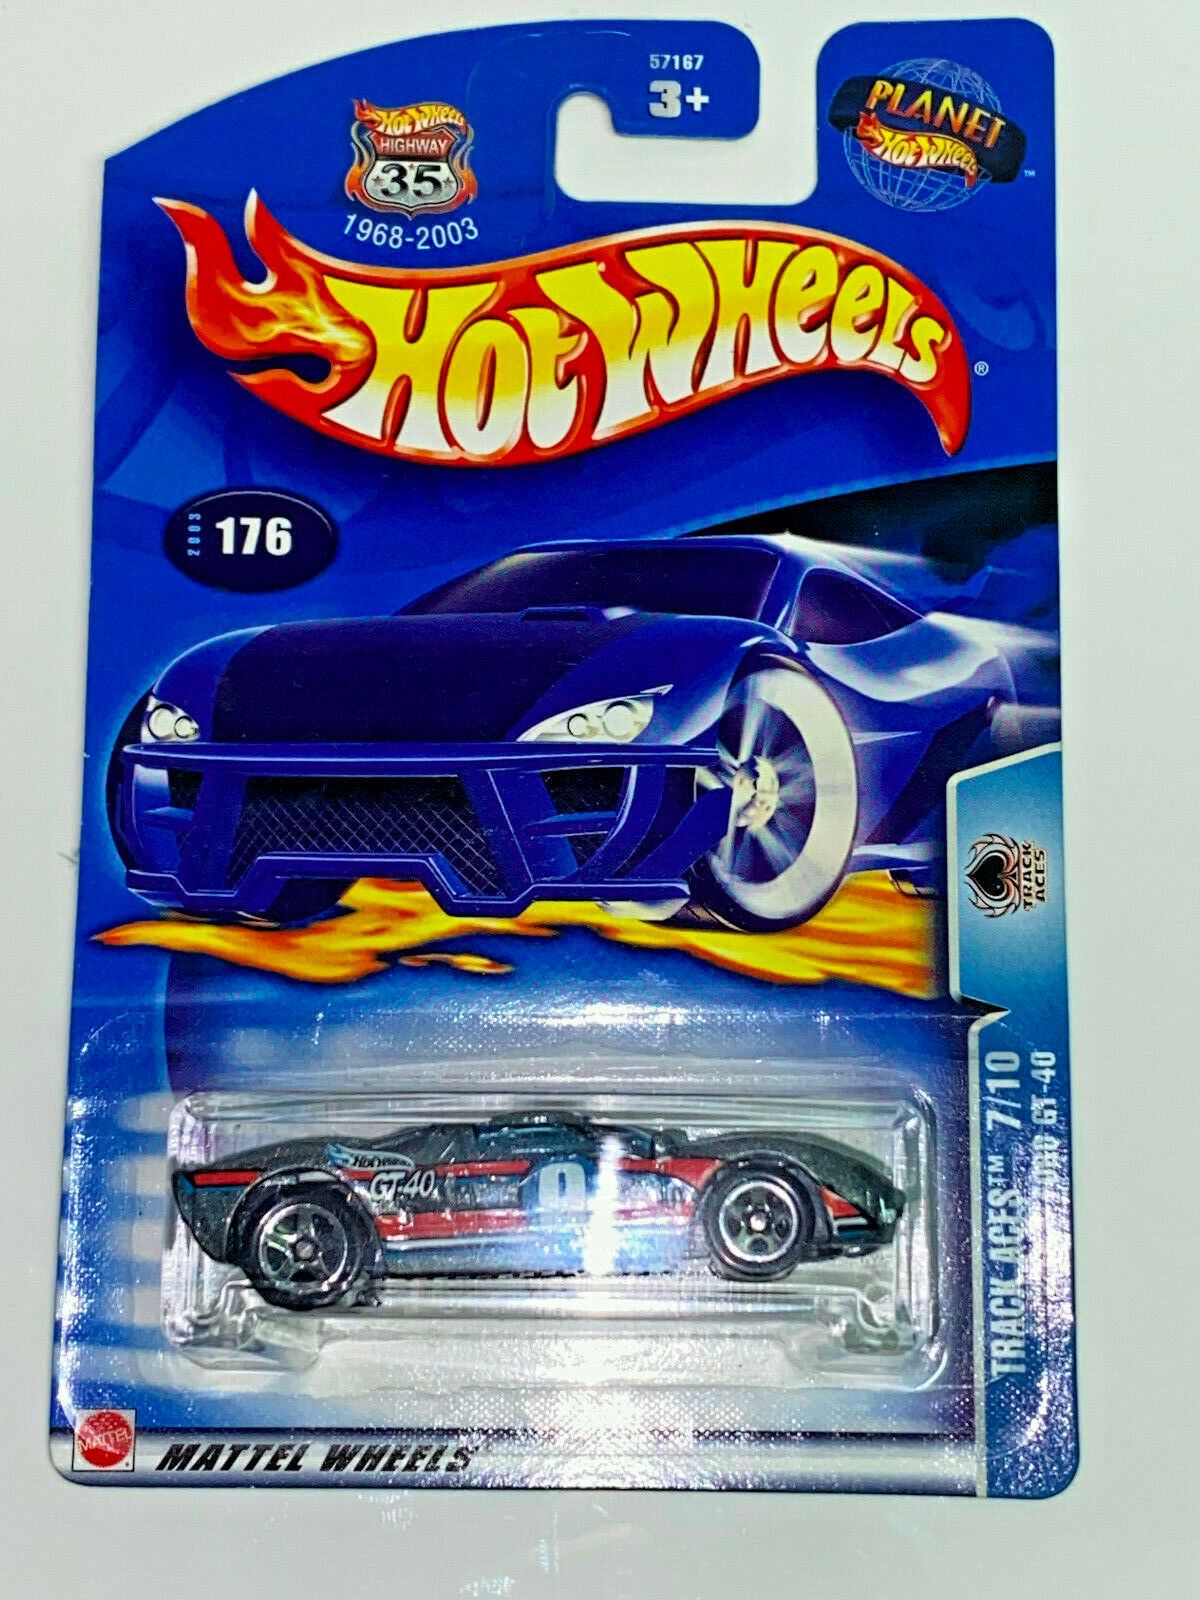 57167
3+
PLANET
HOT WHEELS
™
HOT WHEELS
HIGHWAY
35
1968-2003
HOT WHEELS
®
2003
176
TRACK
ACES
TRACK ACES™ 7/10
GT-40
HOT WHEELS
GT-40
MATTEL
MATTEL WHEELS